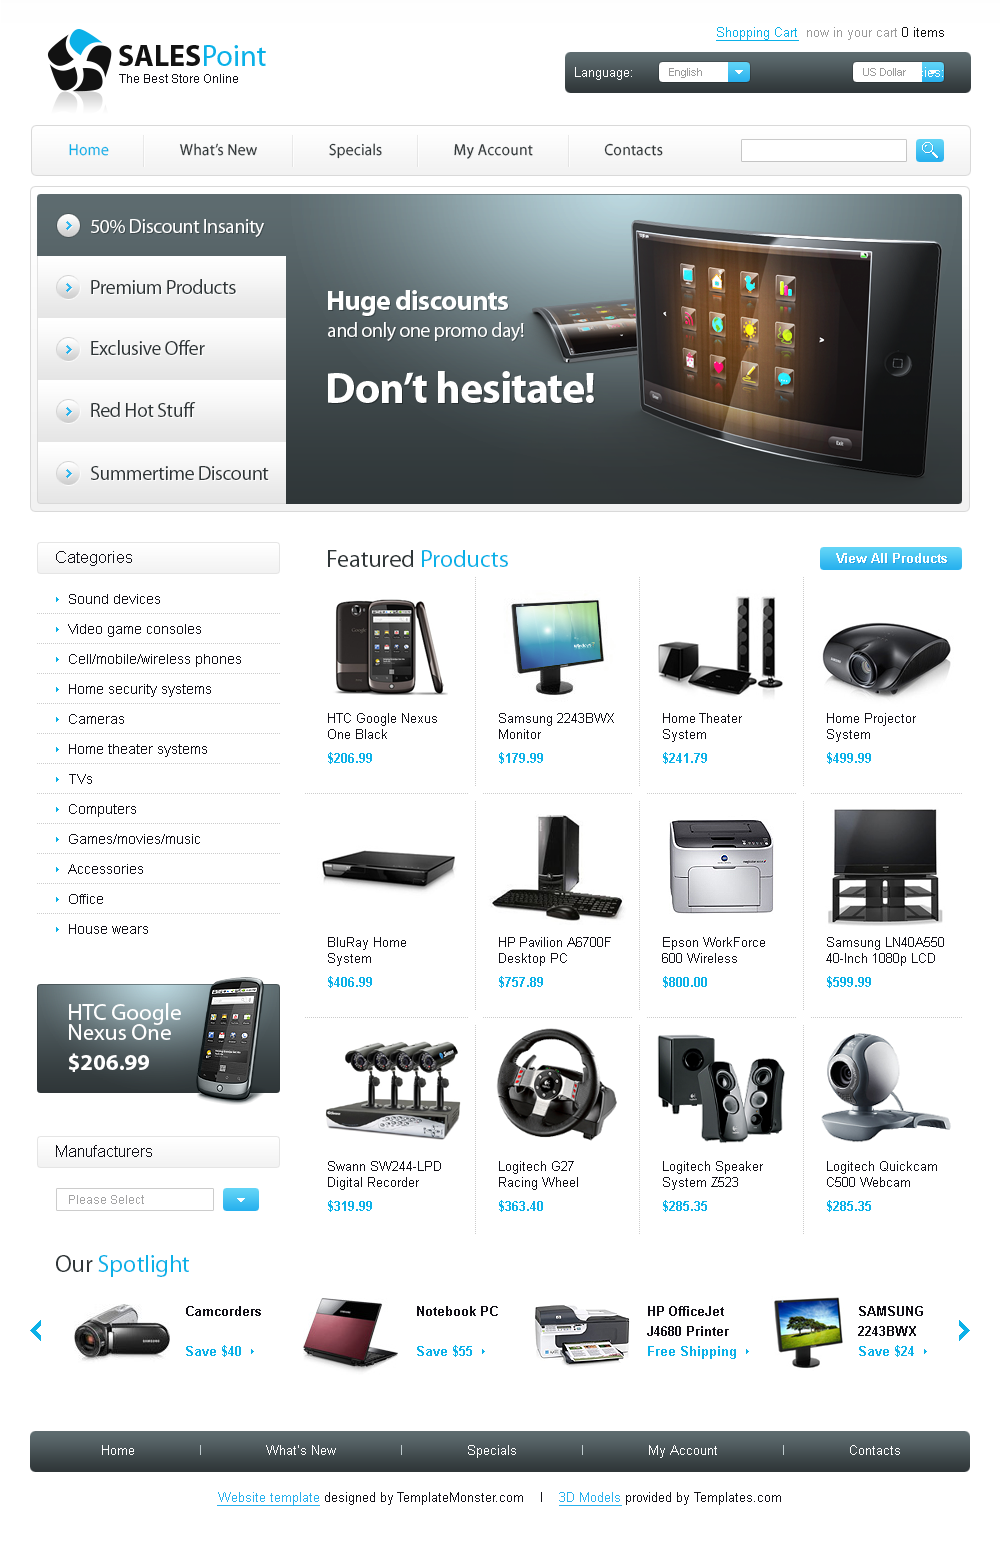 Shopping Cart now in your cart 0 items
SALESPoint
The Best Store Online
Language:
English
US Dollar
ies:
Home
What's New
Specials
My Account
Contacts
50% Discount Insanity
Premium Products
Exclusive Offer
Red Hot Stuff
Summertime Discount
Huge discounts
and only one promo day!
Don't hesitate!
Exit
Categories
Sound devices
Video game consoles
Cell/mobile/wireless phones
Home security systems
Cameras
Home theater systems
TVs
Computers
Games/movies/music
Accessories
Office
House wears
HTC Google
Nexus One
$206.99
Manufacturers
Please Select
Featured Products
View All Products
HTC Google Nexus
One Black
$206.99
Samsung 2243BWX
Monitor
$179.99
Home Theater
System
$241.79
Home Projector
System
$499.99
BluRay Home
System
$406.99
HP Pavilion A6700F
Desktop PC
$757.89
Epson WorkForce
600 Wireless
$800.00
Samsung LN40A550
40-Inch 1080p LCD
$599.99
Swann SW244-LPD
Digital Recorder
$319.99
Logitech G27
Racing Wheel
$363.40
Logitech Speaker
System Z523
$285.35
Logitech Quickcam
C500 Webcam
$285.35
Our Spotlight
Camcorders
Save $40
Notebook PC
Save $55
HP OfficeJet
J4680 Printer
Free Shipping
SAMSUNG
2243BWX
Save $24
Home | What's New | Specials | My Account | Contacts
Website template designed by TemplateMonster.com | 3D Models provided by Templates.com